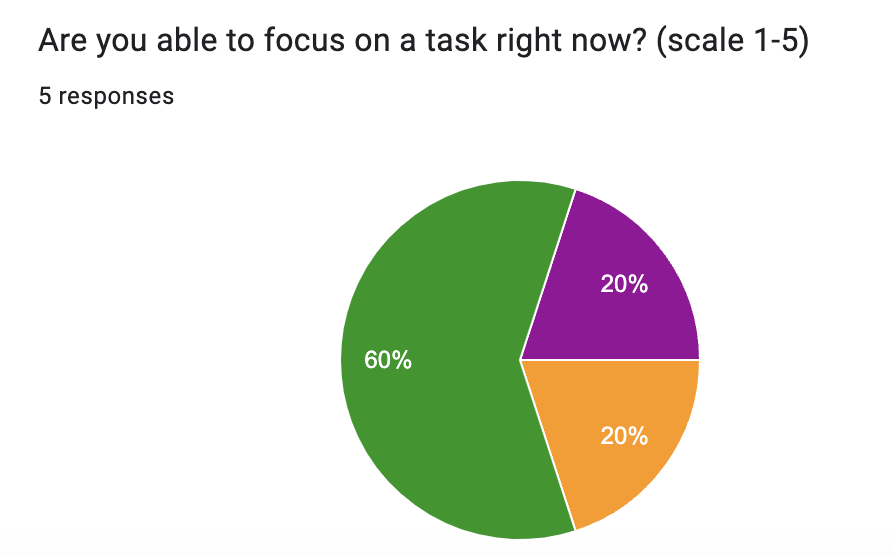 Are you able to focus on a task right now? (scale 1-5)
5 responses
20%
60%
20%